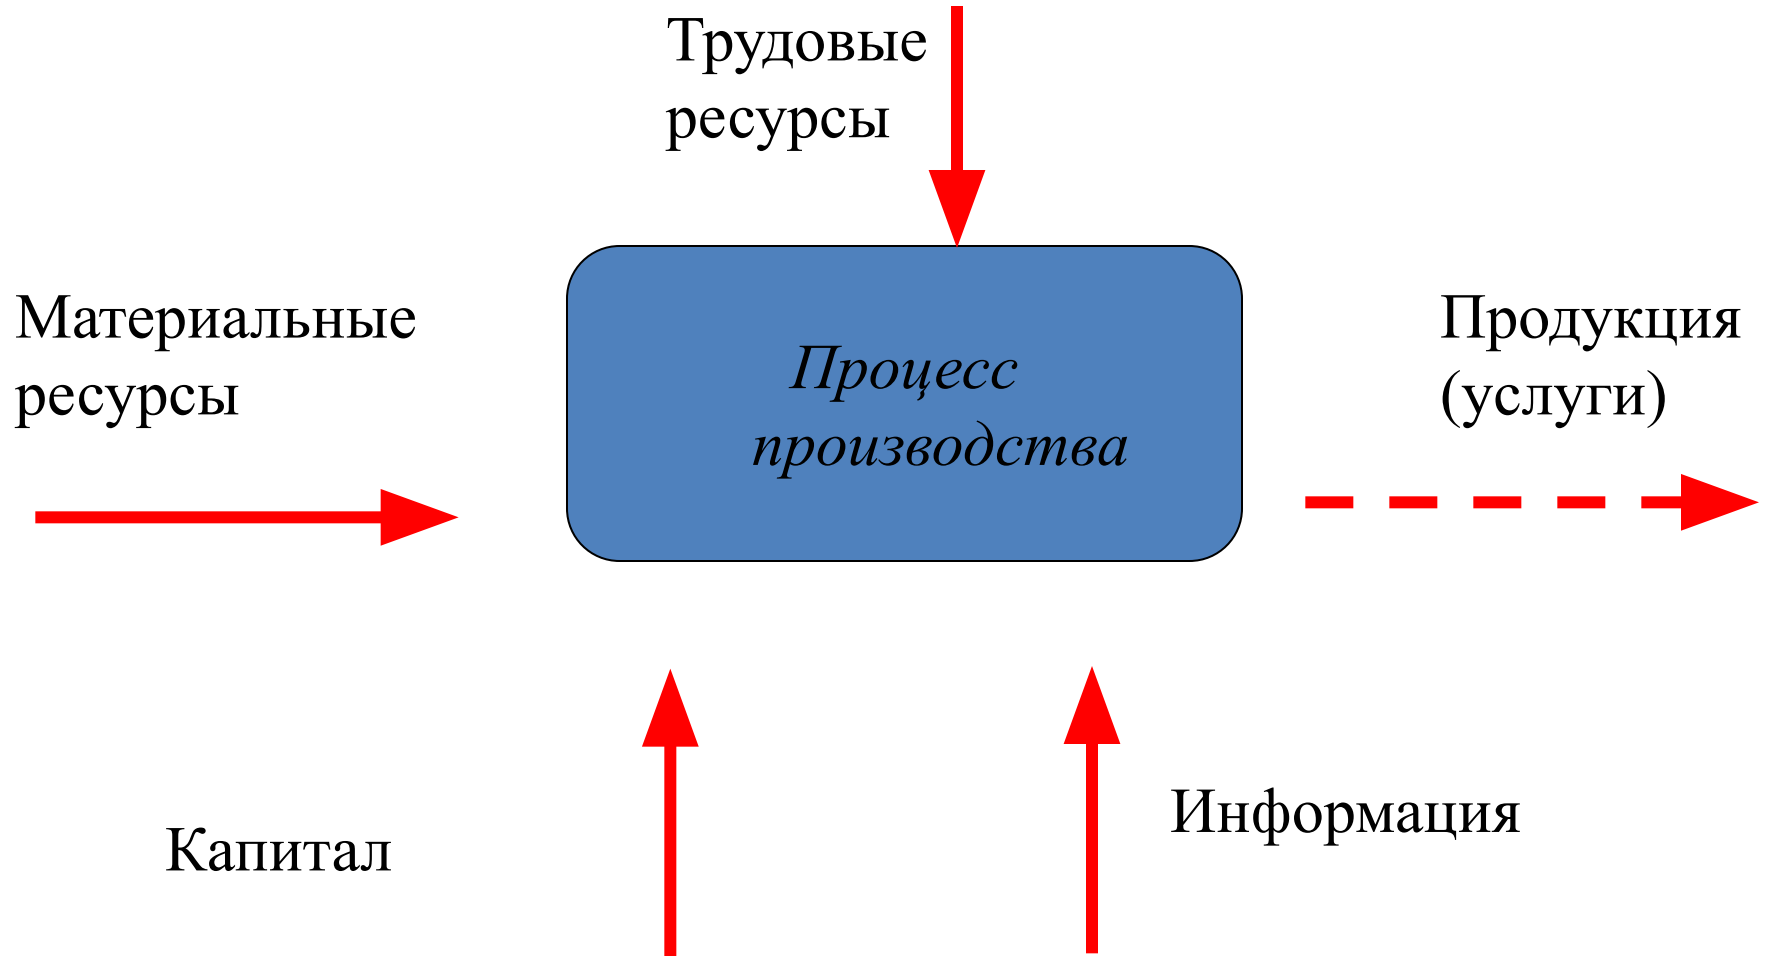 Трудовые
ресурсы
Материальные
ресурсы
Процесс
производства
Продукция
(услуги)
Капитал
Информация